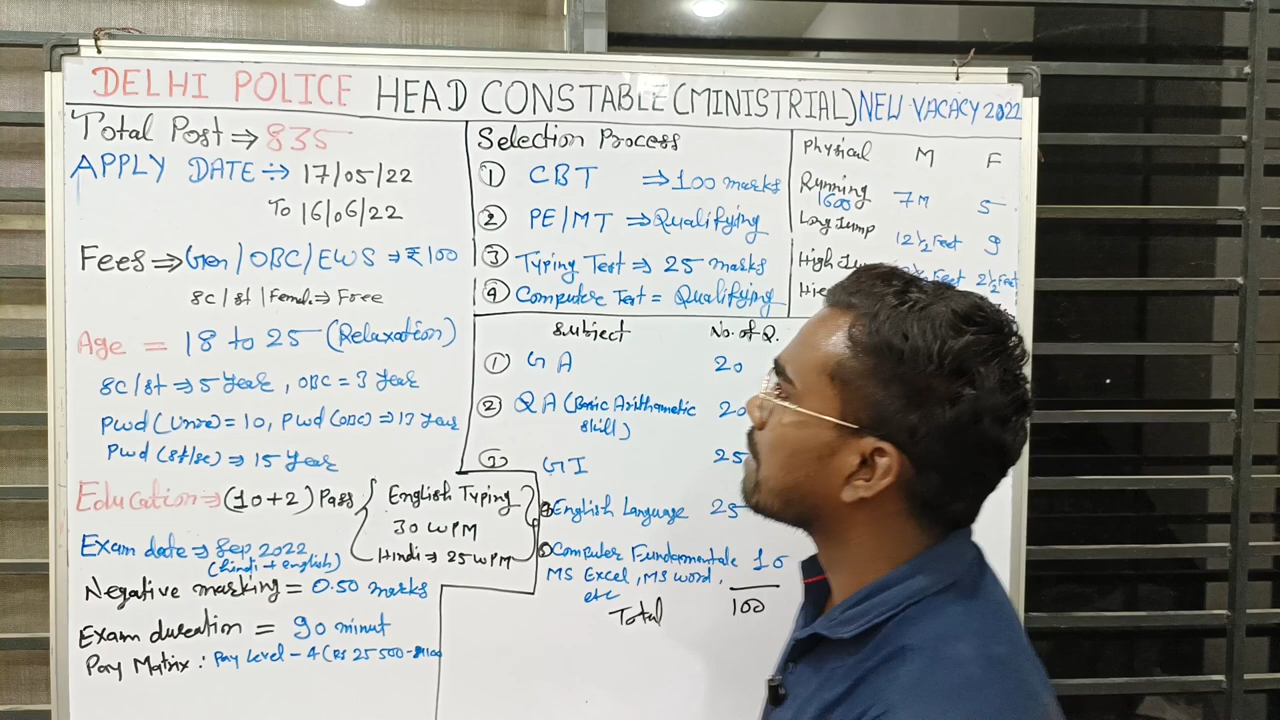 DELHI POLICE HEAD CONSTABLE (MINISTRIAL) NEW VACACY 2022
Total Post ⇒ 835
APPLY DATE ÷> 17/05/22
To 16/06/22
Fees ⇒ Gen/OBC/EWS ⇒ ₹100
SC/st/Femd. ⇒ Free
Age = 18 to 25 (Relaxation)
SC/st ⇒ 5 Year, OBC = 3 Year
Pwd (Unre) = 10, Pwd (OBC) ⇒ 13 Year
Pwd (st/sc) ⇒ 15 Year
Education ⇒ (10+2) Pass
English Typing
30 WPM
Hindi ⇒ 25 WPM
Exam date ⇒ Sep 2022
(hindi + english)
Negative marking = 0.50 marks
Exam duration = 90 minut
Pay Matrix : Pay Level - 4 (Rs 25500-81100
Selection Process
① CBT ⇒ 100 marks
② PE/MT ⇒ Qualifying
③ Typing Test ⇒ 25 marks
④ Computer Test = Qualifying
Subject No. of Q.
① GA 20
② QA (Basic Arithametic 20
skill)
GI 25
English Language 25
⑤ Computer Fundamentale 10
MS Excel, MS word,
etc
Total 100
Physical M F
Running
1600 7M 5
Long Jump
12½ Feet 9
High Feet 2½ Feet